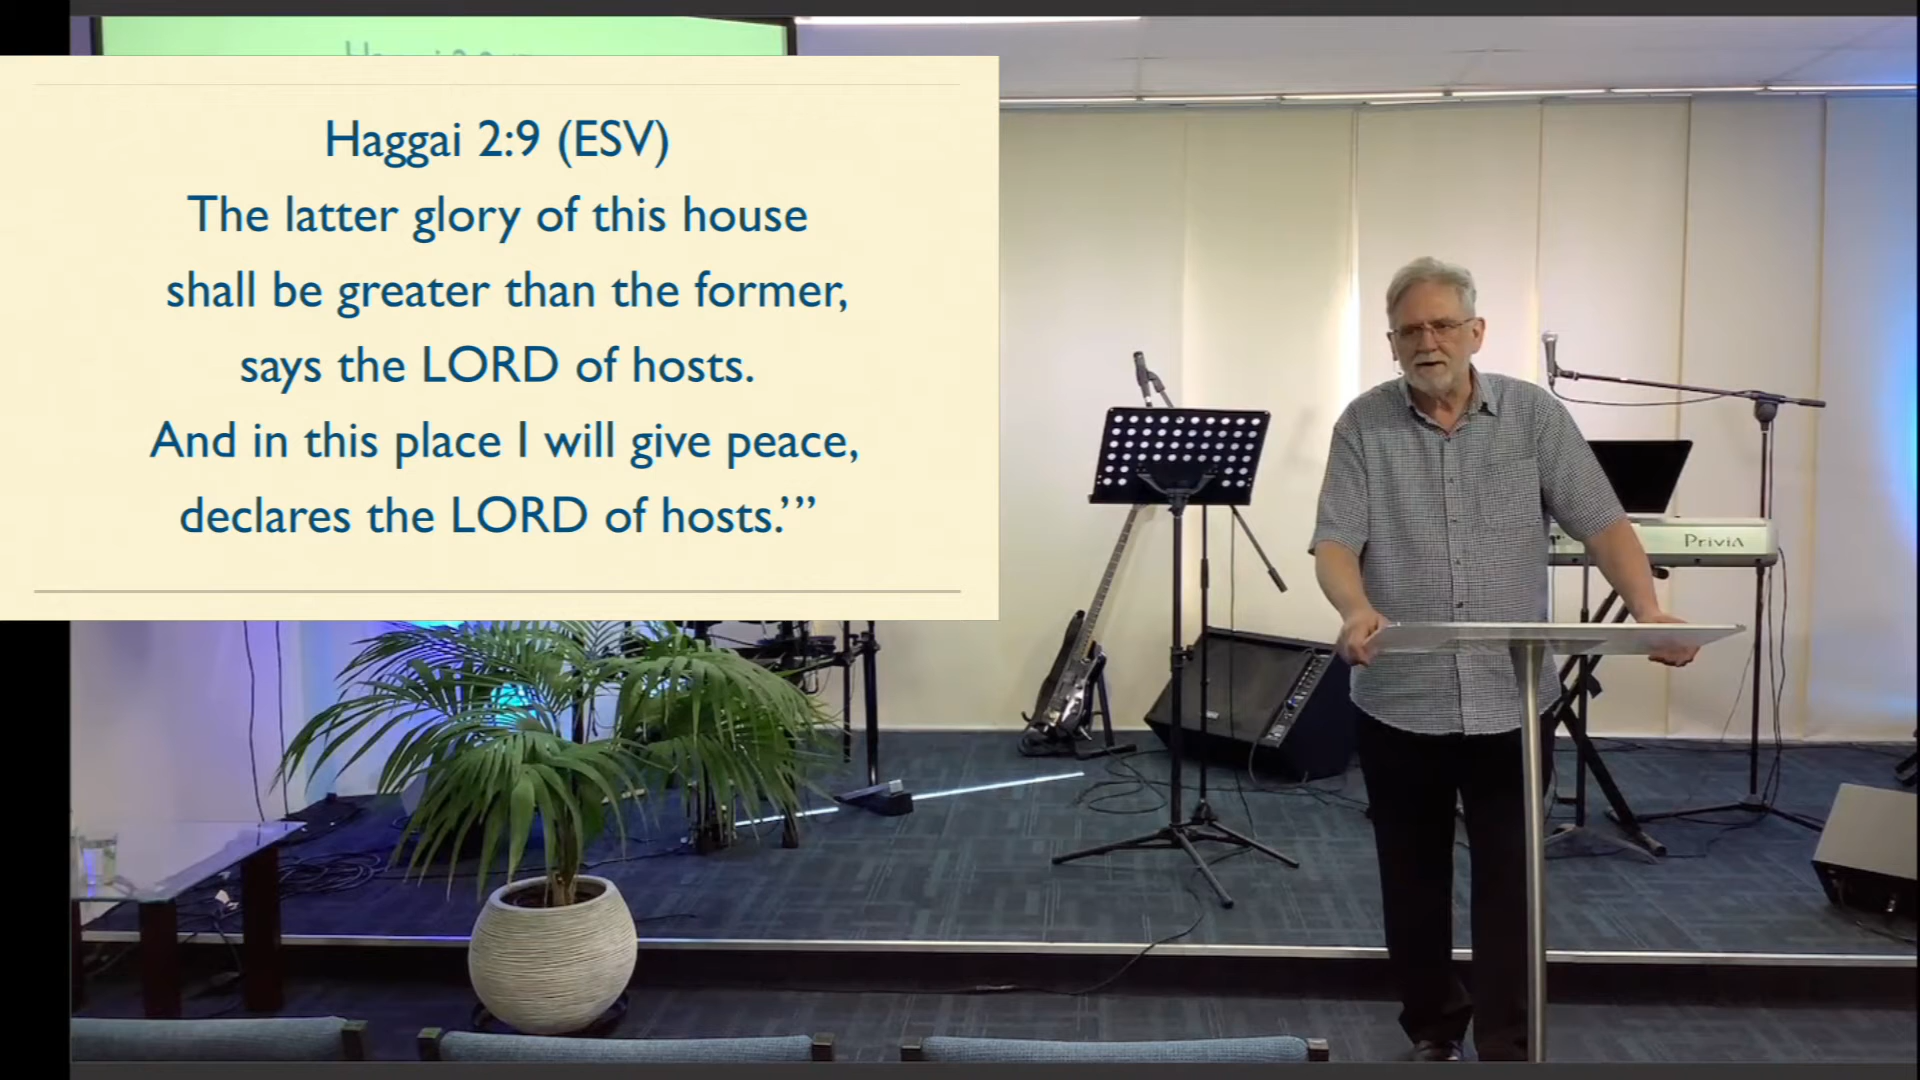 Haggai 2:9 (ESV)
The latter glory of this house
shall be greater than the former,
says the LORD of hosts.
And in this place I will give peace,
declares the LORD of hosts.’”
Privia